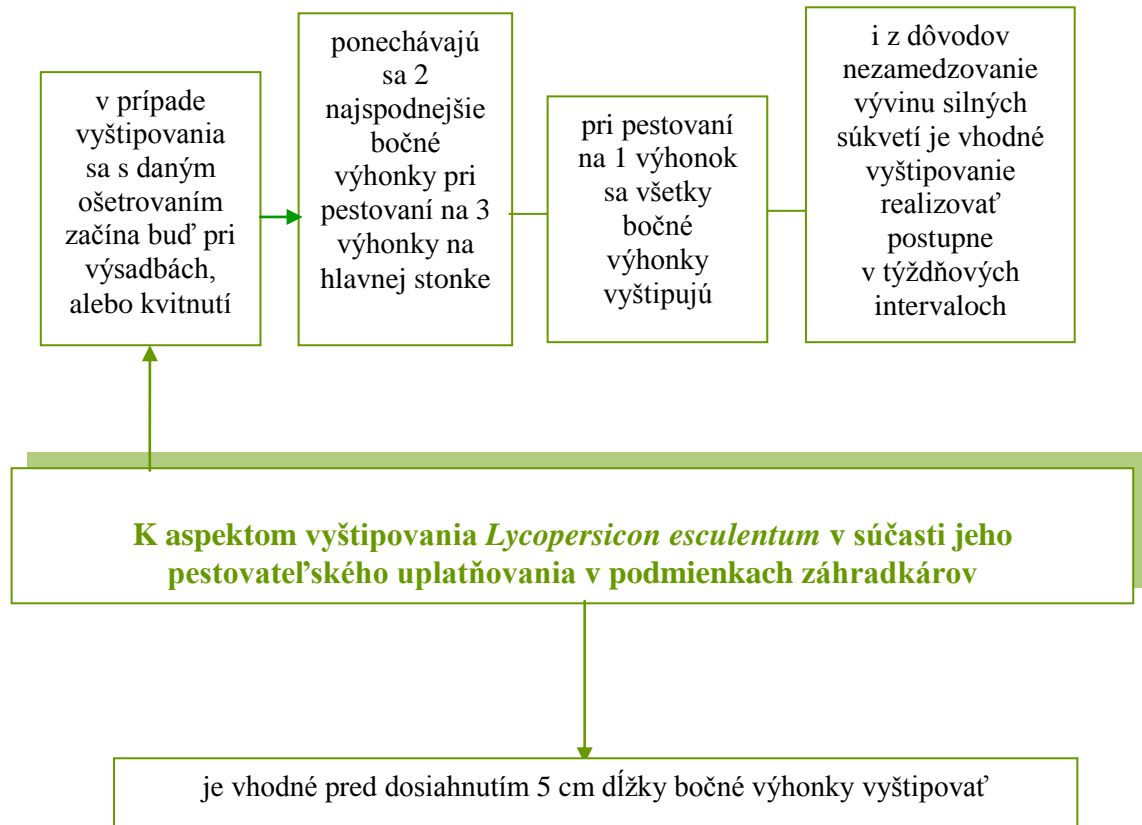 v prípade
vyštipovania
sa s daným
ošetrovaním
začína buď pri
výsadbách,
alebo kvitnutí
ponechávajú
sa 2
najspodnejšie
bočné
výhonky pri
pestovaní na 3
výhonky na
hlavnej stonke
pri pestovaní
na 1 výhonok
sa všetky
bočné
výhonky
vyštipujú
i z dôvodov
nezamedzovanie
vývinu silných
súkvetí je vhodné
vyštipovanie
realizovať
postupne
v týždňových
intervaloch
K aspektom vyštipovania Lycopersicon esculentum v súčasti jeho
pestovateľského uplatňovania v podmienkach záhradkárov
je vhodné pred dosiahnutím 5 cm dĺžky bočné výhonky vyštipovať